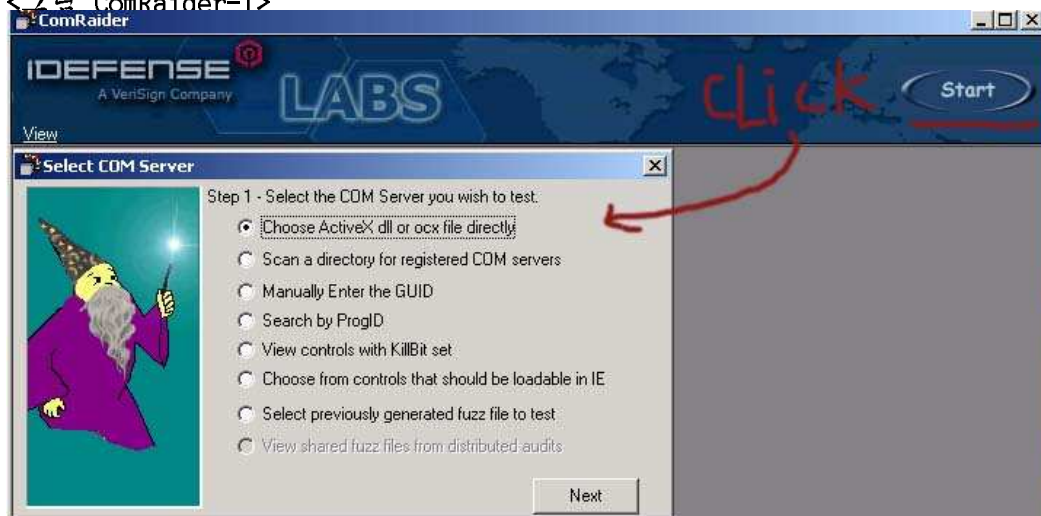 ComRaider-1>
ComRaider
IDEFENSE
A VeriSign Company
LABS
CLick
Start
View
Select COM Server
Step 1 - Select the COM Server you wish to test.
Choose ActiveX dll or ocx file directly
Scan a directory for registered COM servers
Manually Enter the GUID
Search by ProgID
View controls with KillBit set
Choose from controls that should be loadable in IE
Select previously generated fuzz file to test
View shared fuzz files from distributed audits
Next